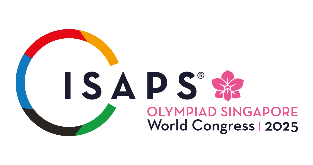 ISAPS®
OLYMPIAD SINGAPORE
World Congress | 2025